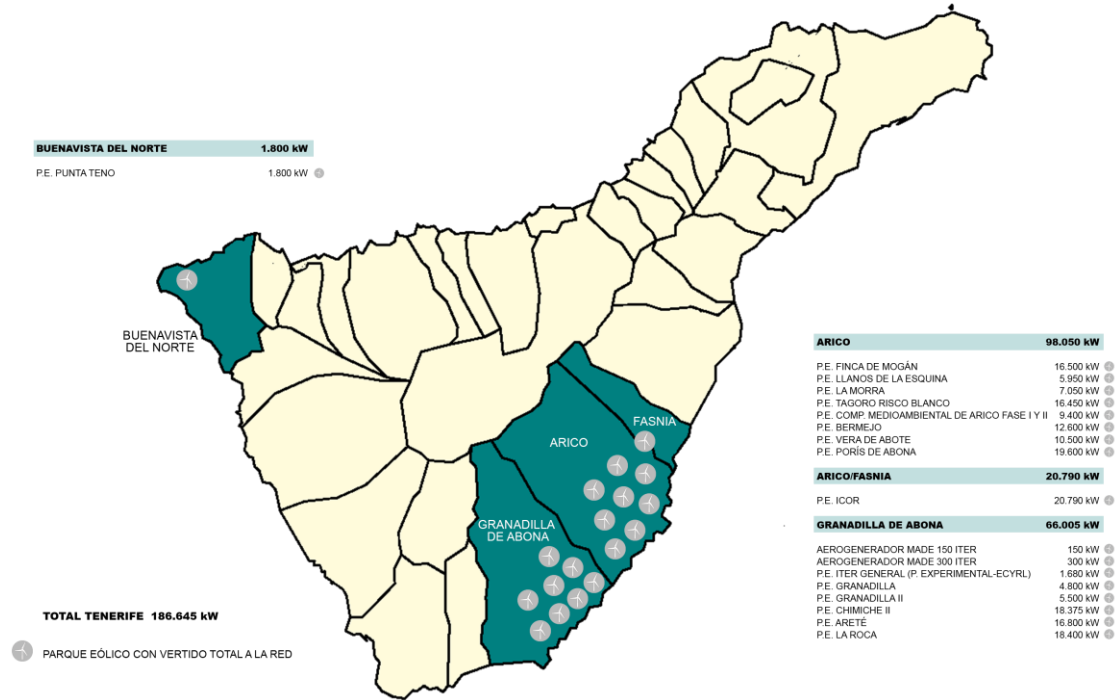 BUENAVISTA DEL NORTE 1.800 kW
P.E. PUNTA TENO 1.800 kW
BUENAVISTA
DEL NORTE
FASNIA
ARICO
GRANADILLA
DE ABONA
ARICO 98.050 kW
P.E. FINCA DE MOGÁN 16.500 kW
P.E. LLANOS DE LA ESQUINA 5.950 kW
P.E. LA MORRA 7.050 kW
P.E. TAGORO RISCO BLANCO 16.450 kW
P.E. COMP. MEDIOAMBIENTAL DE ARICO FASE I Y II 9.400 kW
P.E. BERMEJO 12.600 kW
P.E. VERA DE ABOTE 10.500 kW
P.E. PORÍS DE ABONA 19.600 kW
ARICO/FASNIA 20.790 kW
P.E. ICOR 20.790 kW
GRANADILLA DE ABONA 66.005 kW
AEROGENERADOR MADE 150 ITER 150 kW
AEROGENERADOR MADE 300 ITER 300 kW
P.E. ITER GENERAL (P. EXPERIMENTAL-ECYRL) 1.680 kW
P.E. GRANADILLA 4.800 kW
P.E. GRANADILLA II 5.500 kW
P.E. CHIMICHE II 18.375 kW
P.E. ARETÉ 16.800 kW
P.E. LA ROCA 18.400 kW
TOTAL TENERIFE 186.645 kW
PARQUE EÓLICO CON VERTIDO TOTAL A LA RED